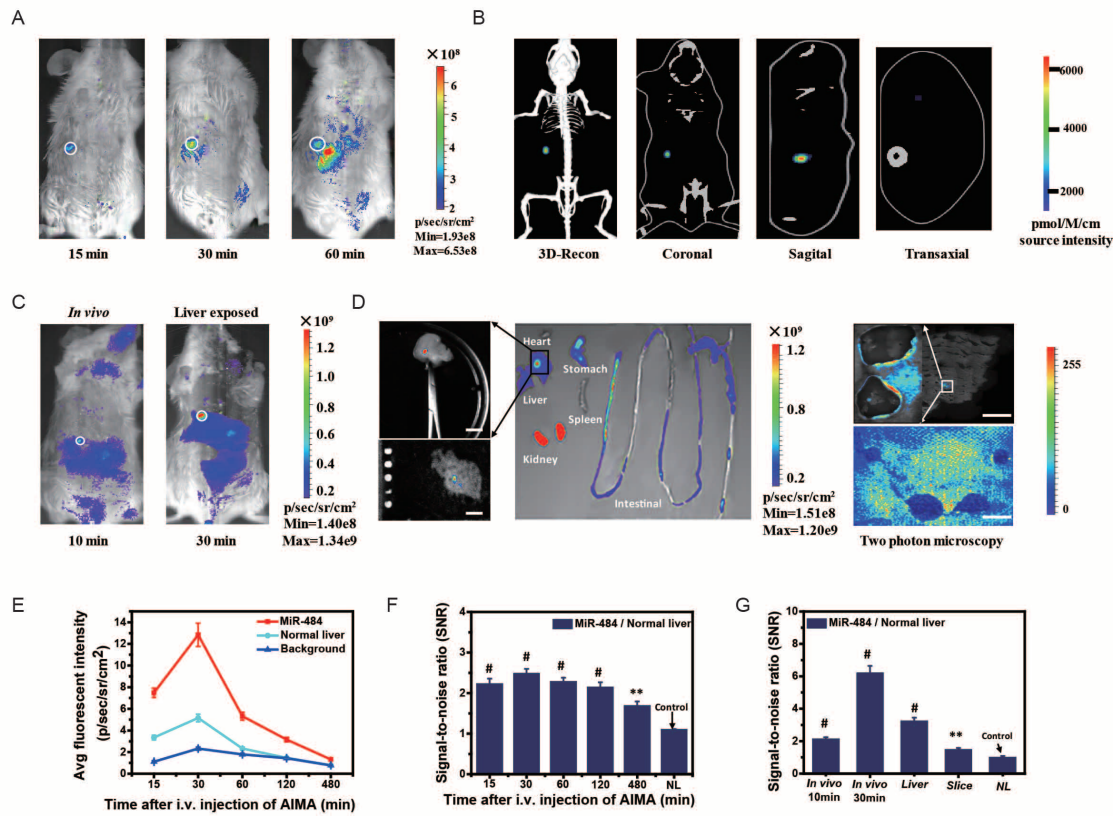 A
× 10⁸
6
5
4
3
2
p/sec/sr/cm²
Min=1.93e8
Max=6.53e8
15 min
30 min
60 min
B
6000
4000
2000
pmol/M/cm
source intensity
3D-Recon
Coronal
Sagital
Transaxial
C
In vivo
Liver exposed
× 10⁹
1.2
1.0
0.8
0.6
0.4
0.2
p/sec/sr/cm²
Min=1.40e8
Max=1.34e9
10 min
30 min
D
Heart
Liver
Stomach
Spleen
Kidney
Intestinal
×10⁹
1.2
0.9
0.6
0.4
0.2
p/sec/sr/cm²
Min=1.51e8
Max=1.20e9
255
0
Two photon microscopy
E
Avg fluorescent intensity
(p/sec/sr/cm²)
14
12
10
8
6
4
2
0
MiR-484
Normal liver
Background
15 30 60 120 480
Time after i.v. injection of AIMA (min)
F
Signal-to-noise ratio (SNR)
4
3
2
1
0
MiR-484 / Normal liver
# # # # **
Control
15 30 60 120 480 NL
Time after i.v. injection of AIMA (min)
G
Signal-to-noise ratio (SNR)
10
8
6
4
2
0
MiR-484 / Normal liver
# # # **
Control
In vivo In vivo Liver Slice NL
10min 30min